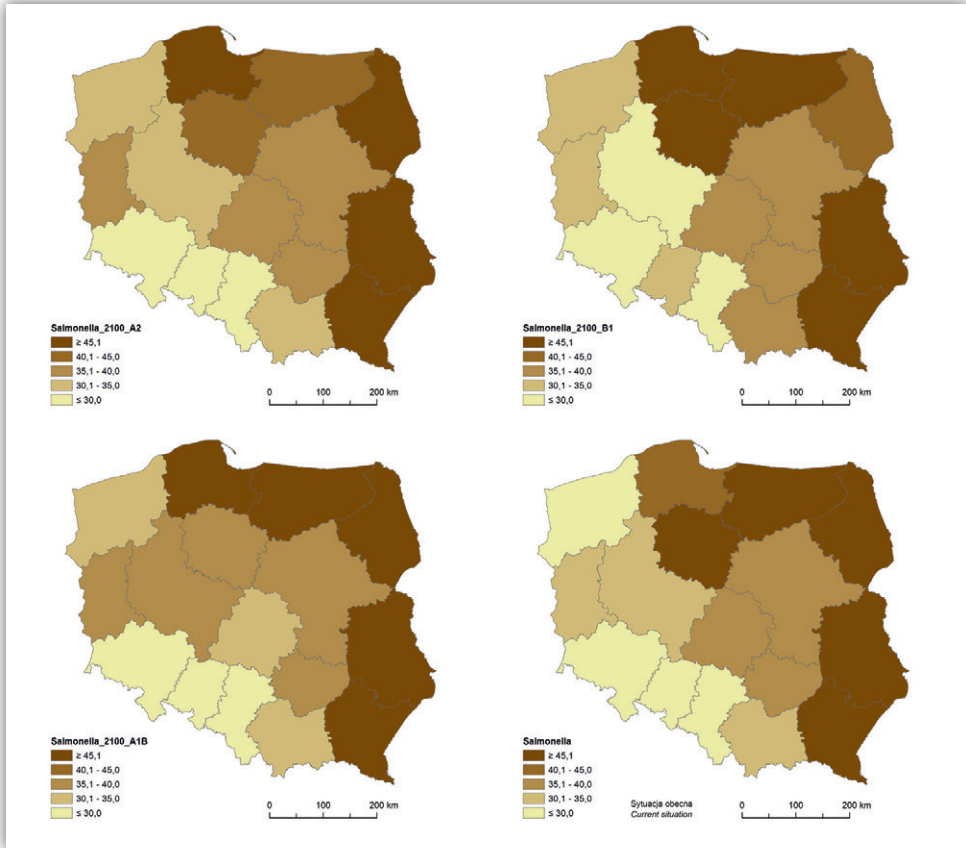 Salmonella_2100_A2
≥ 45,1
40,1 - 45,0
35,1 - 40,0
30,1 - 35,0
≤ 30,0
0 100 200 km
Salmonella_2100_B1
≥ 45,1
40,1 - 45,0
35,1 - 40,0
30,1 - 35,0
≤ 30,0
0 100 200 km
Salmonella_2100_A1B
≥ 45,1
40,1 - 45,0
35,1 - 40,0
30,1 - 35,0
≤ 30,0
0 100 200 km
Salmonella
≥ 45,1
40,1 - 45,0
35,1 - 40,0
30,1 - 35,0
≤ 30,0
Sytuacja obecna
Current situation
0 100 200 km